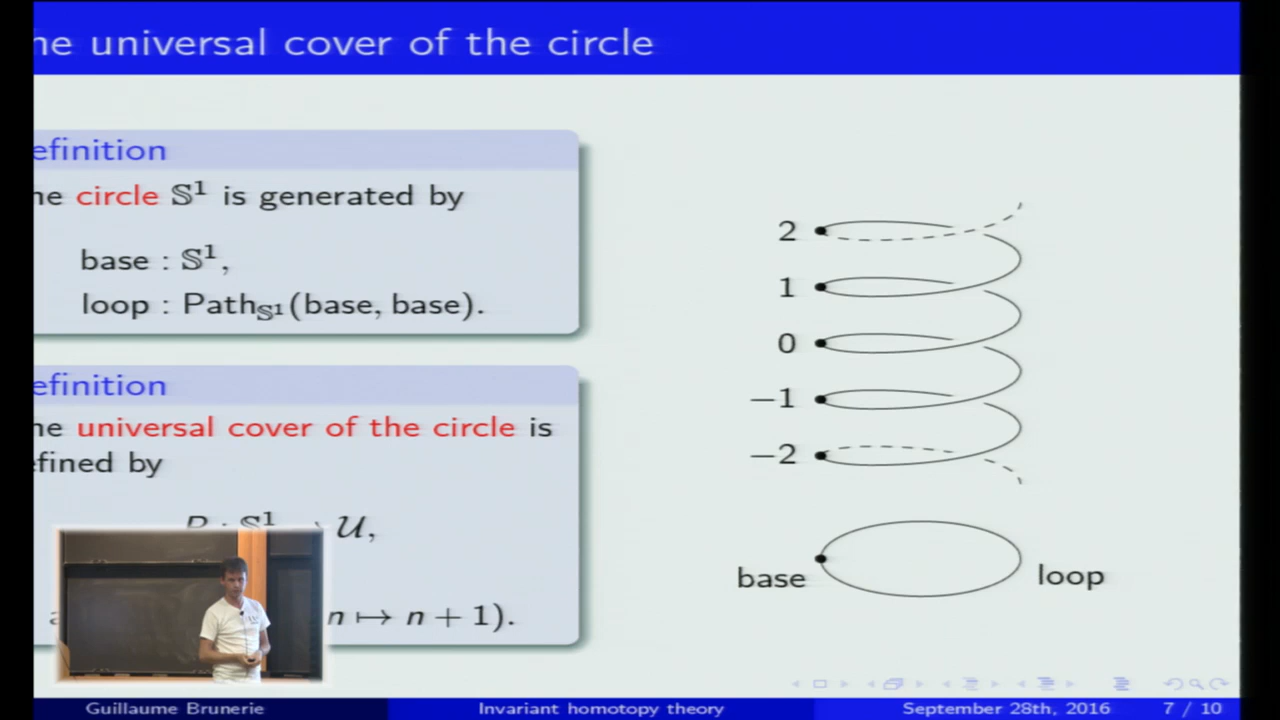 he universal cover of the circle
efinition
he circle 𝕊¹ is generated by
base : 𝕊¹,
loop : Path_𝕊¹(base, base).
efinition
he universal cover of the circle is
efined by
𝒰,
n ↦ n + 1).
2
1
0
−1
−2
base
loop
Guillaume Brunerie Invariant homotopy theory September 28th, 2016 7 / 10